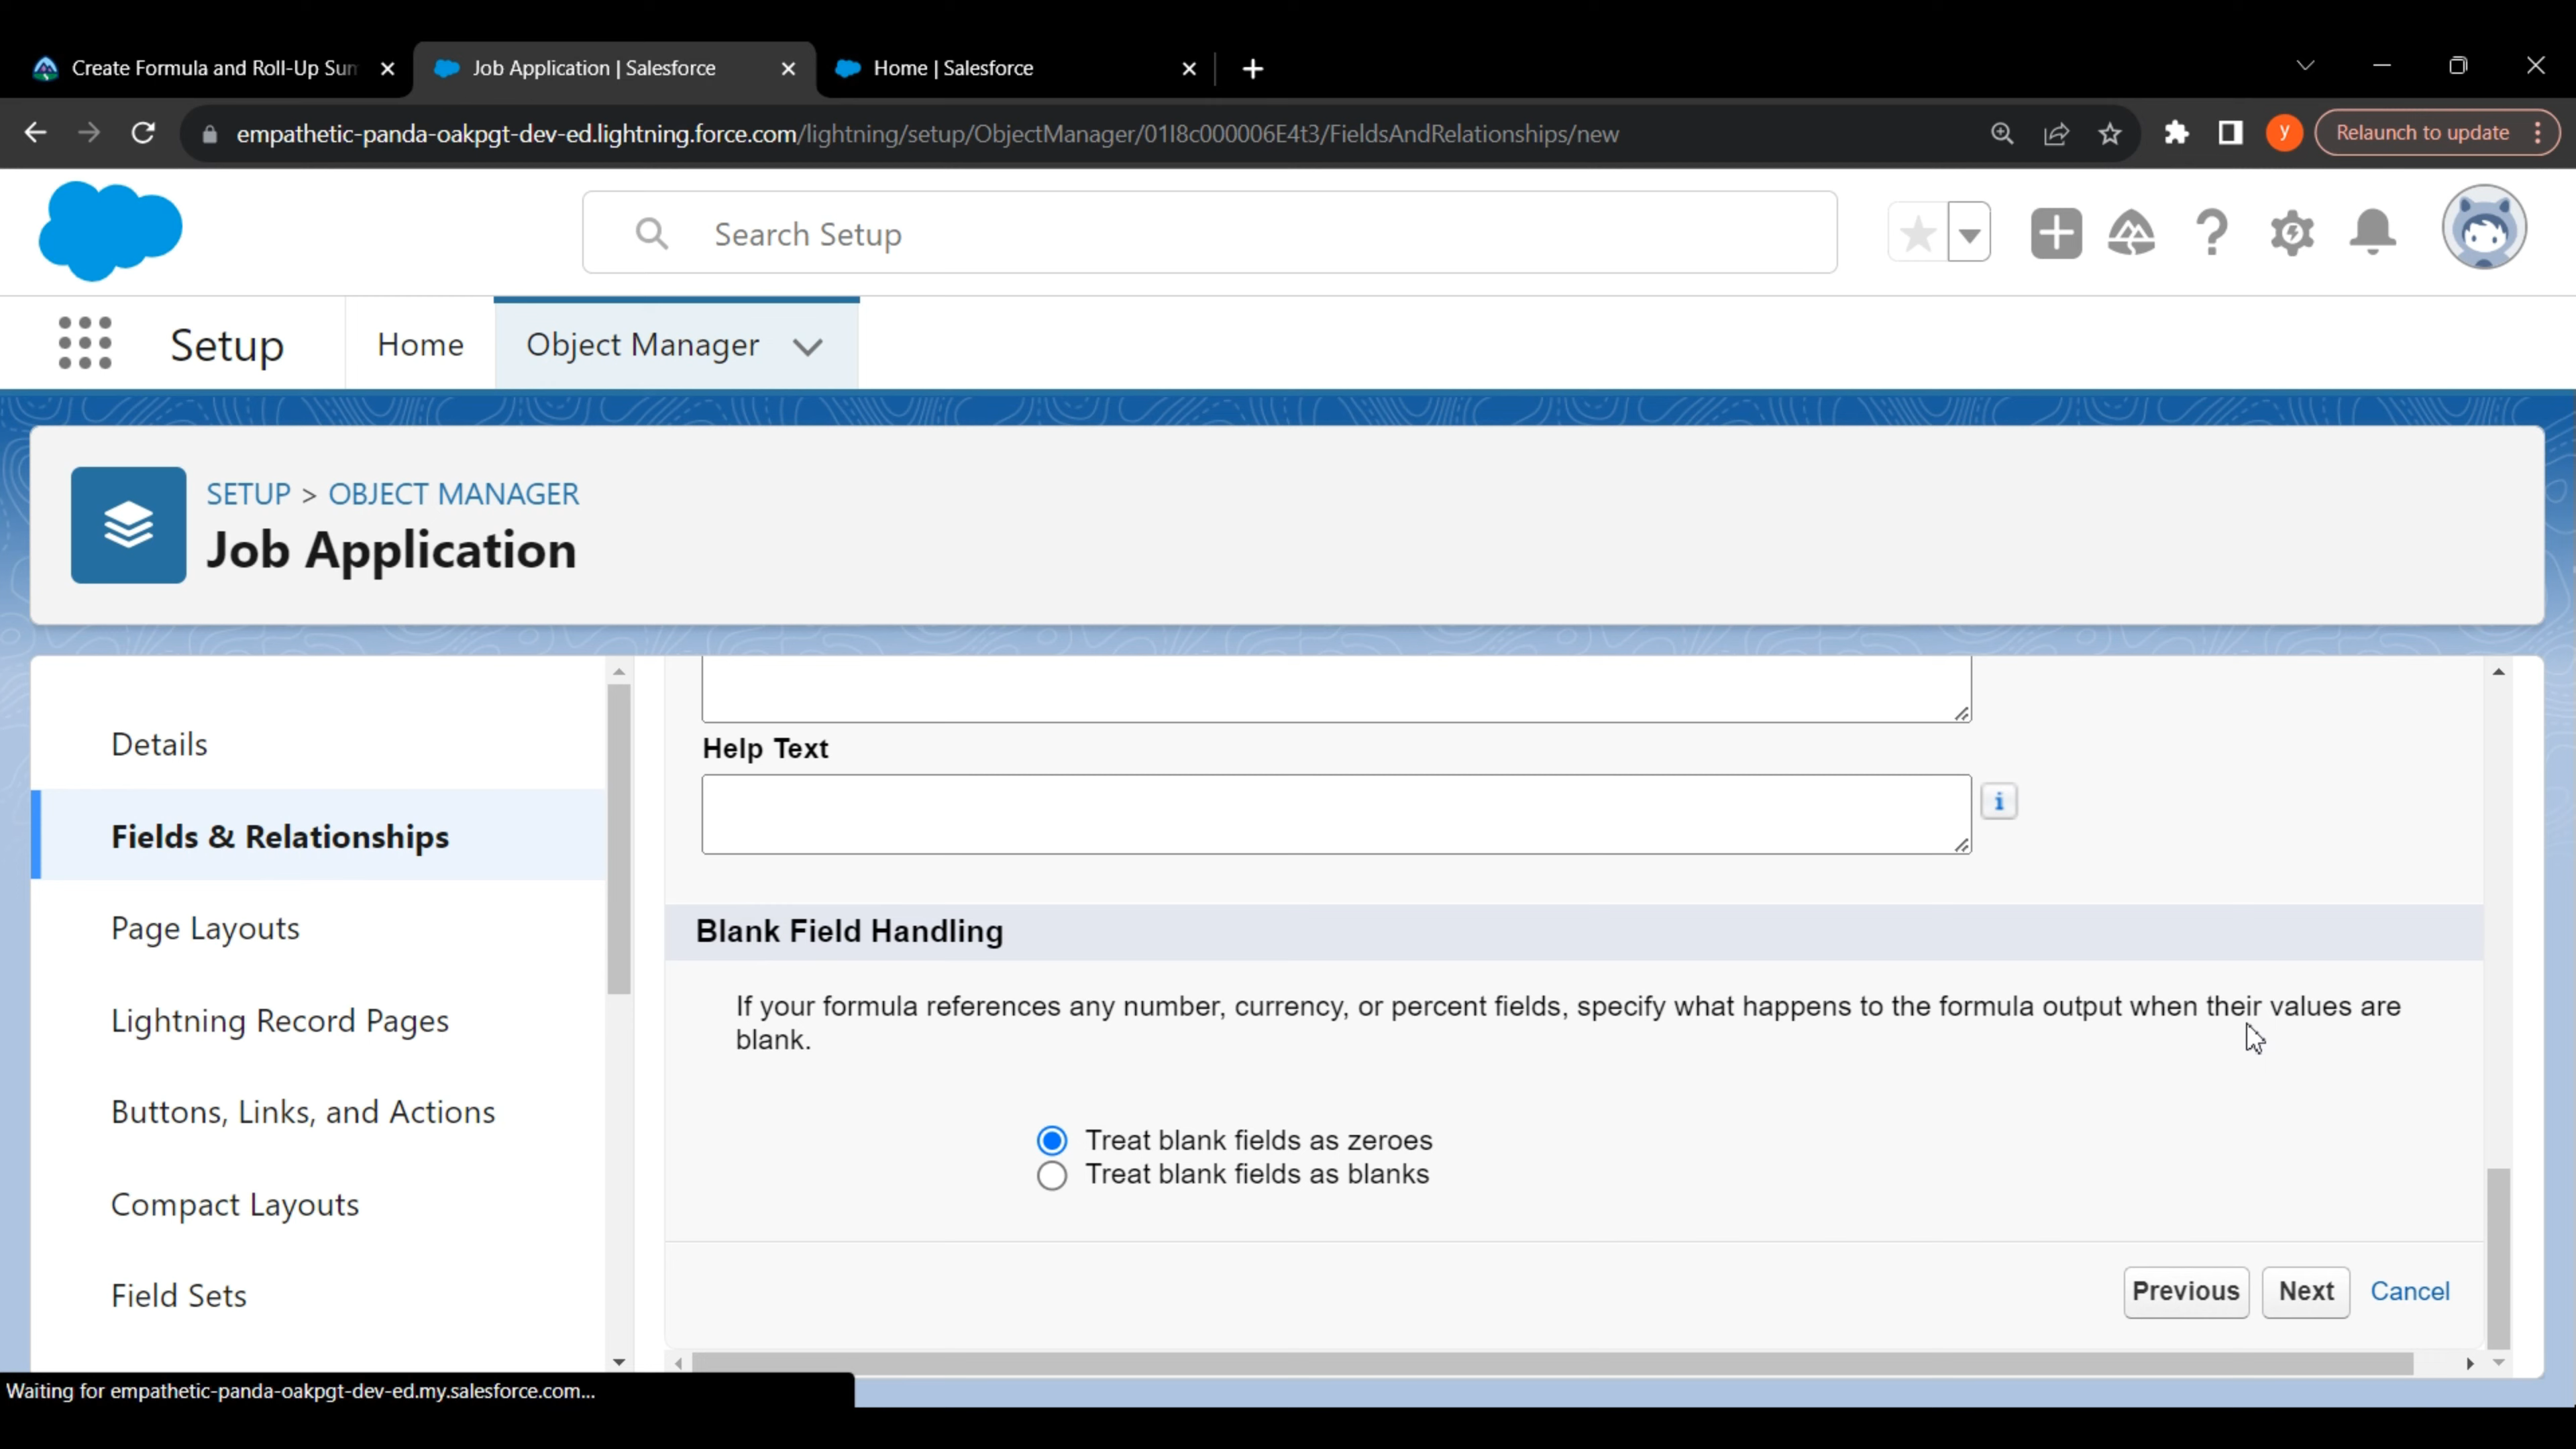 Create Formula and Roll-Up Sum
Job Application | Salesforce
Home | Salesforce
empathetic-panda-oakpgt-dev-ed.lightning.force.com/lightning/setup/ObjectManager/01I8c000006E4t3/FieldsAndRelationships/new
y
Relaunch to update
Search Setup
Setup
Home
Object Manager
SETUP > OBJECT MANAGER
Job Application
Details
Fields & Relationships
Page Layouts
Lightning Record Pages
Buttons, Links, and Actions
Compact Layouts
Field Sets
Help Text
i
Blank Field Handling
If your formula references any number, currency, or percent fields, specify what happens to the formula output when their values are
blank.
Treat blank fields as zeroes
Treat blank fields as blanks
Previous
Next
Cancel
Waiting for empathetic-panda-oakpgt-dev-ed.my.salesforce.com...